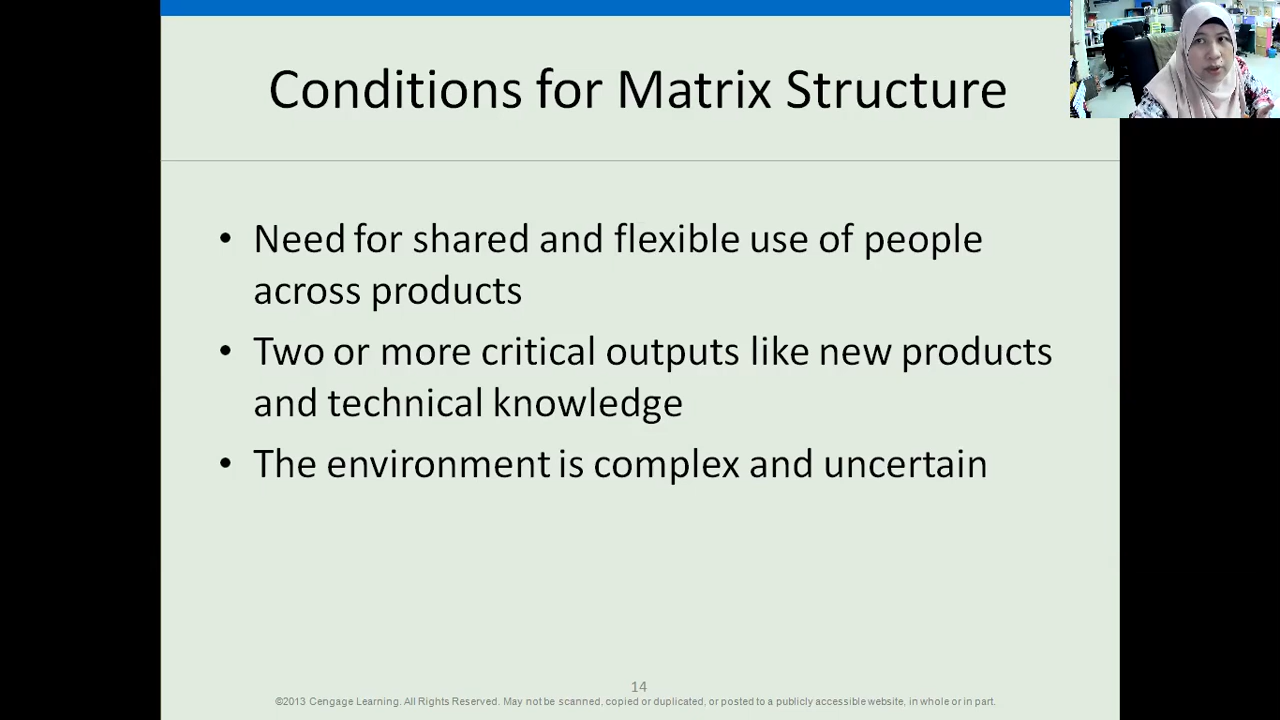 Conditions for Matrix Structure
• Need for shared and flexible use of people
across products
• Two or more critical outputs like new products
and technical knowledge
• The environment is complex and uncertain
14
©2013 Cengage Learning. All Rights Reserved. May not be scanned, copied or duplicated, or posted to a publicly accessible website, in whole or in part.